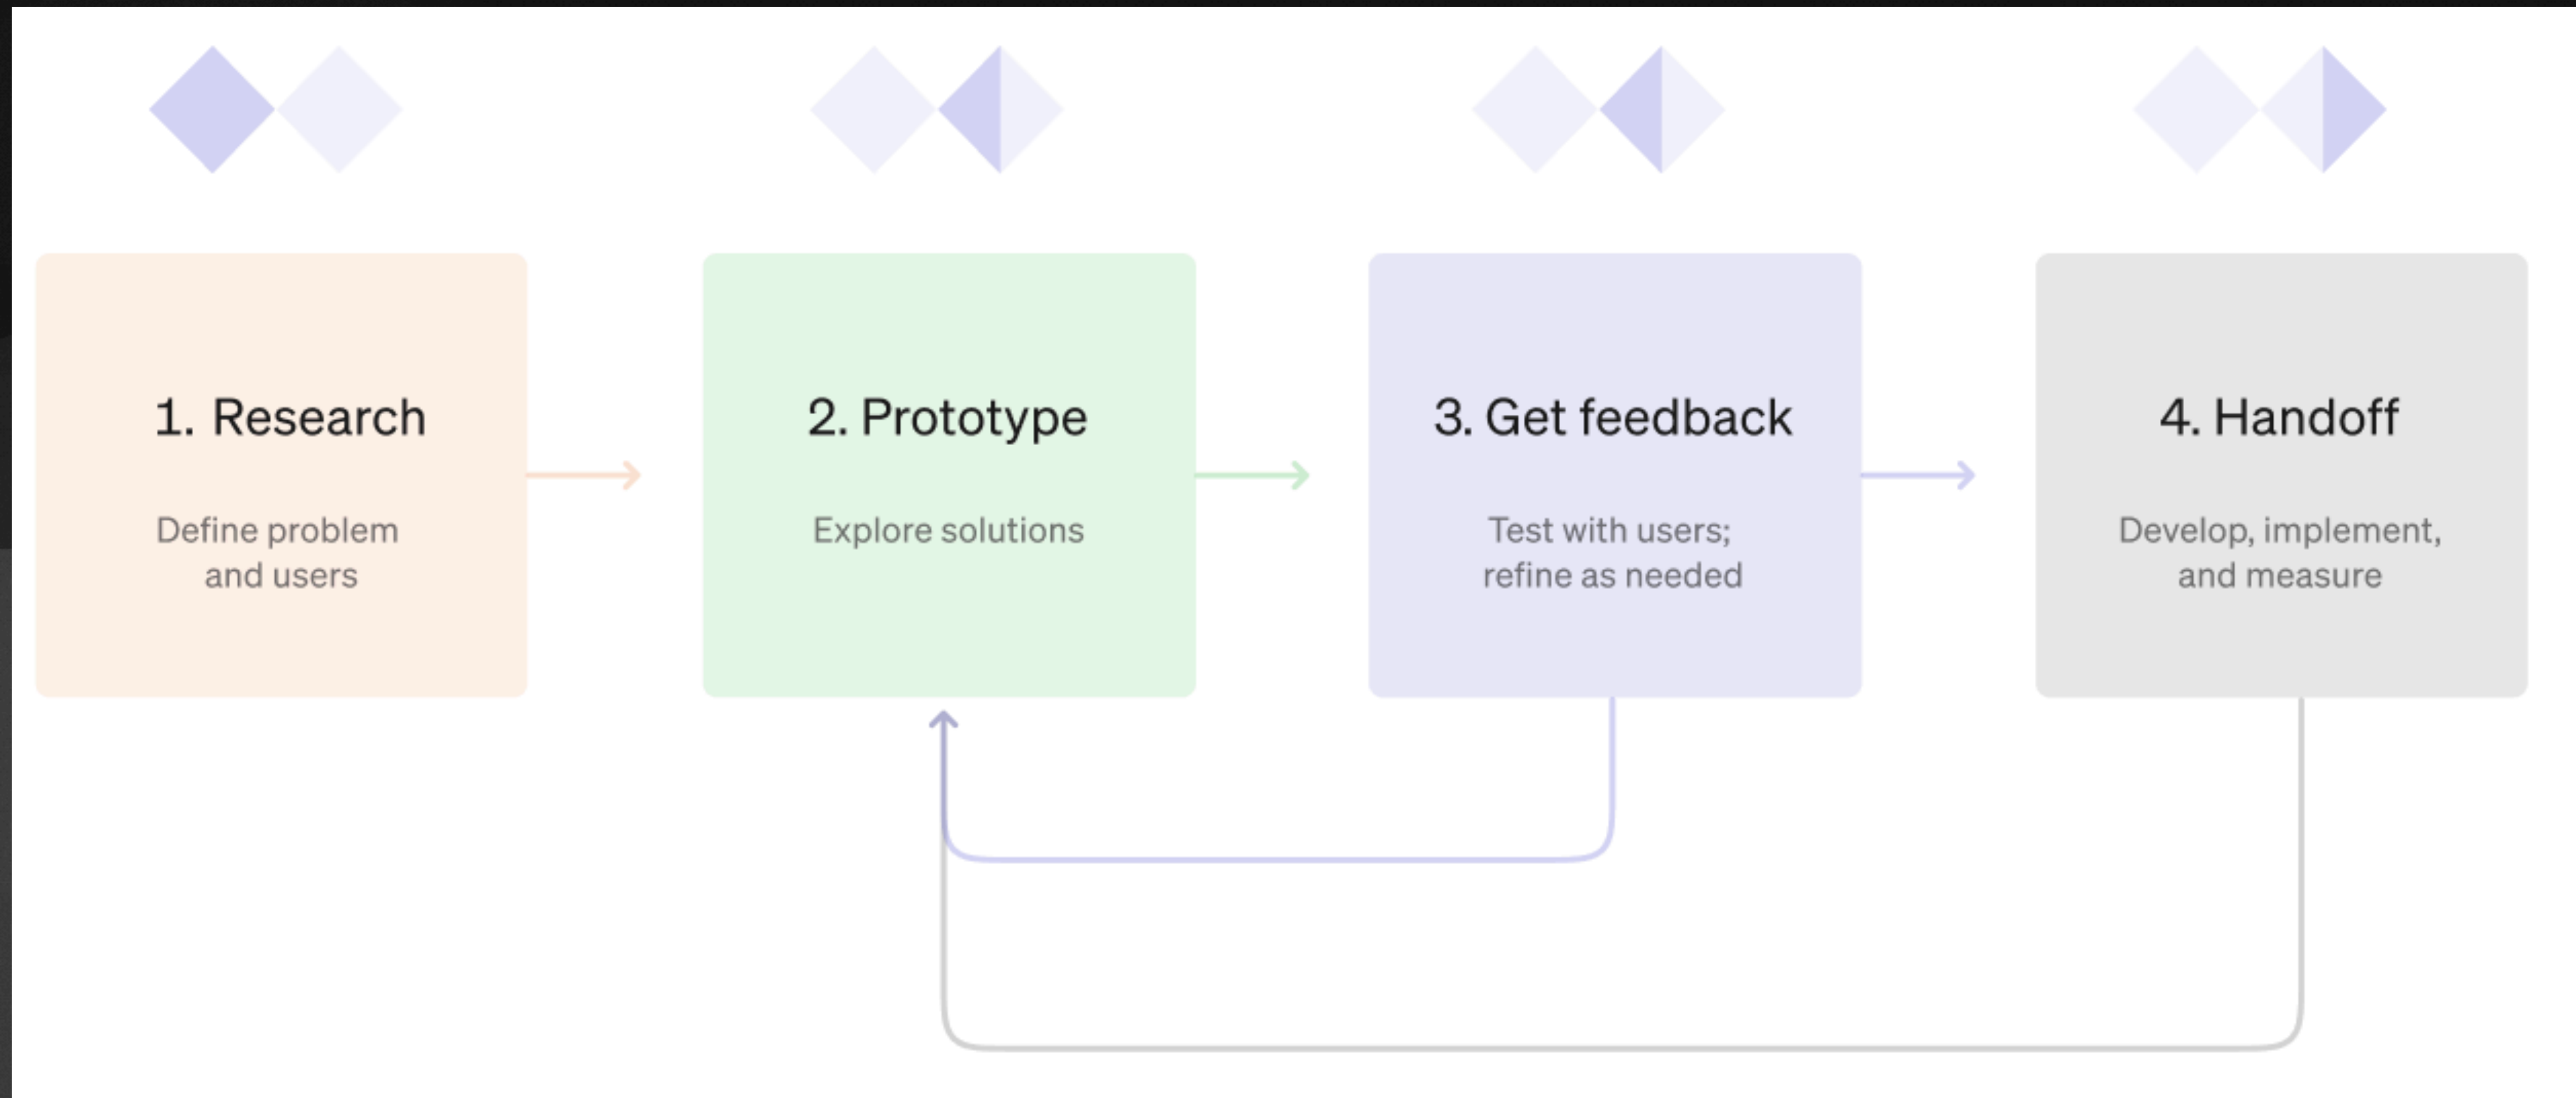 1. Research
Define problem
and users
2. Prototype
Explore solutions
3. Get feedback
Test with users;
refine as needed
4. Handoff
Develop, implement,
and measure